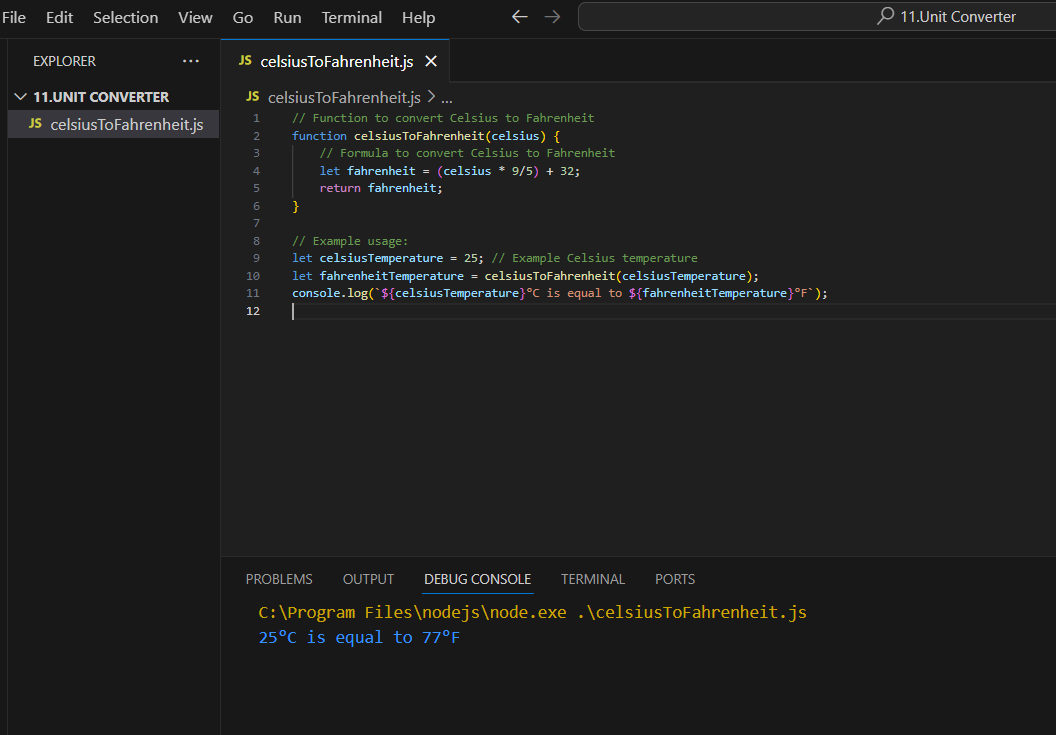 File Edit Selection View Go Run Terminal Help 11.Unit Converter
EXPLORER ...
11.UNIT CONVERTER
JS celsiusToFahrenheit.js
JS celsiusToFahrenheit.js
JS celsiusToFahrenheit.js > ...
1 // Function to convert Celsius to Fahrenheit
2 function celsiusToFahrenheit(celsius) {
3 // Formula to convert Celsius to Fahrenheit
4 let fahrenheit = (celsius * 9/5) + 32;
5 return fahrenheit;
6 }
7
8 // Example usage:
9 let celsiusTemperature = 25; // Example Celsius temperature
10 let fahrenheitTemperature = celsiusToFahrenheit(celsiusTemperature);
11 console.log(`${celsiusTemperature}°C is equal to ${fahrenheitTemperature}°F`);
12
PROBLEMS OUTPUT DEBUG CONSOLE TERMINAL PORTS
C:\Program Files\nodejs\node.exe .\celsiusToFahrenheit.js
25°C is equal to 77°F